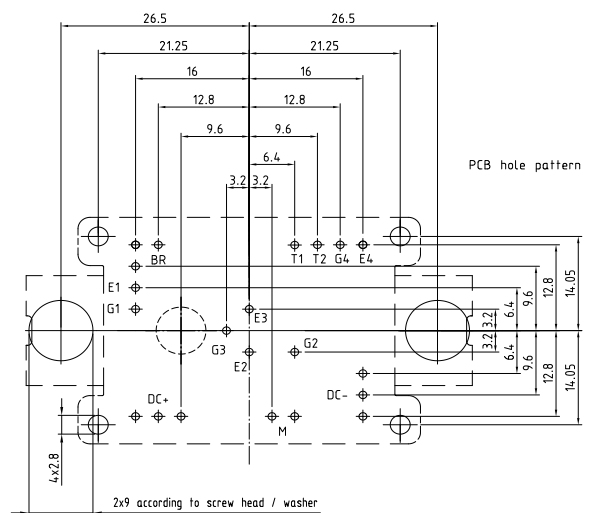 26.5 26.5
21.25 21.25
16 16
12.8 12.8
9.6 9.6
6.4
3.2 3.2
PCB hole pattern
BR T1 T2 G4 E4
E1
G1
E3
G3
E2
G2
DC+
DC-
M
3.2 6.4 9.6 12.8 14.05
3.2 6.4 9.6 12.8 14.05
4x2.8
2x9 according to screw head / washer